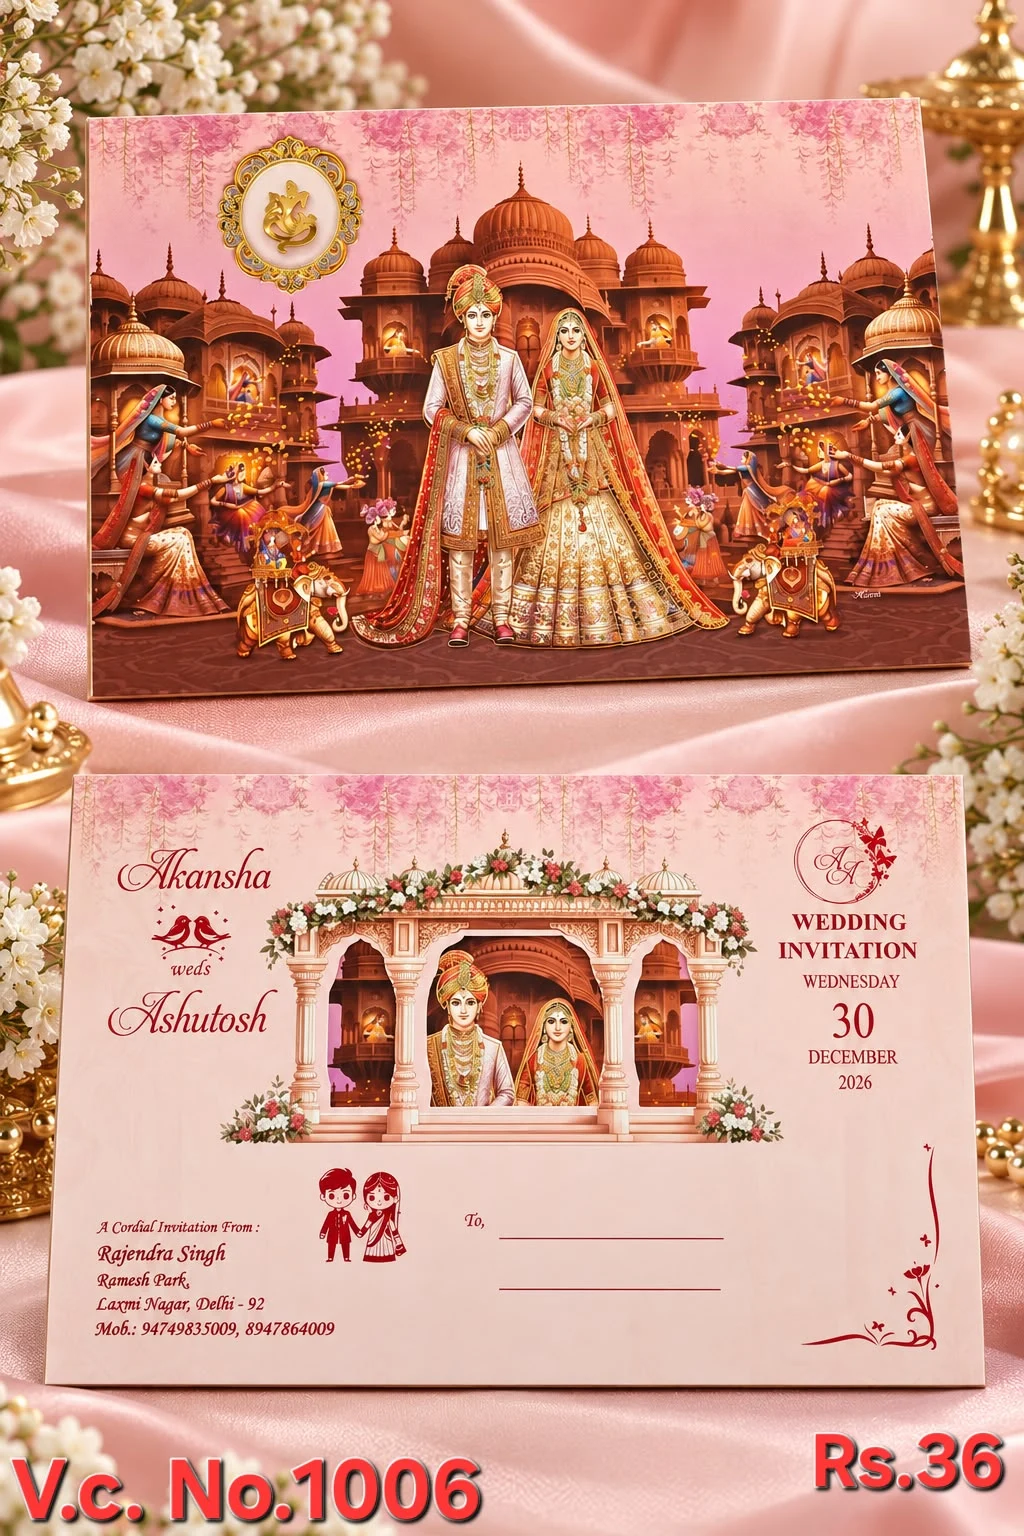 Akansha
weds
Ashutosh
AA
WEDDING
INVITATION
WEDNESDAY
30
DECEMBER
2026
A Cordial Invitation From :
Rajendra Singh
Ramesh Park,
Laxmi Nagar, Delhi - 92
Mob.: 94749835009, 8947864009
To,
V.c. No.1006
Rs.36